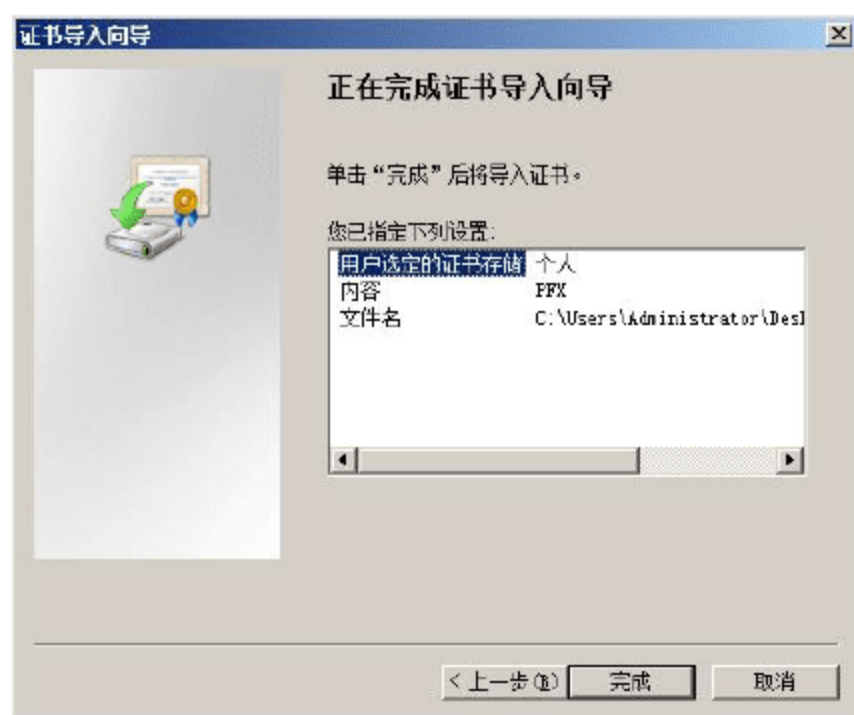 证书导入向导
正在完成证书导入向导
单击“完成”后将导入证书。
您已指定下列设置:
用户选定的证书存储 个人
内容 PFX
文件名 C:\Users\Administrator\Des
<上一步(B) 完成 取消